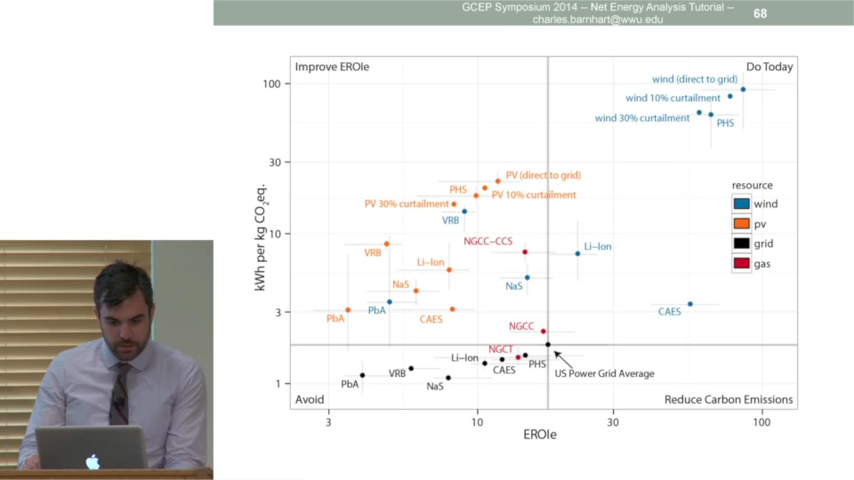 GCEP Symposium 2014 -- Net Energy Analysis Tutorial --
charles.barnhart@wwu.edu
68
Improve EROIe
Do Today
100
30
10
3
1
kWh per kg CO2eq.
wind (direct to grid)
wind 10% curtailment
wind 30% curtailment
PHS
PV (direct to grid)
PHS
PV 10% curtailment
PV 30% curtailment
VRB
resource
wind
pv
grid
gas
NGCC–CCS
Li–Ion
VRB
Li–Ion
NaS
NaS
PbA
PbA
CAES
CAES
NGCC
NGCT
Li–Ion
PHS
CAES
VRB
PbA
NaS
US Power Grid Average
Avoid
Reduce Carbon Emissions
3
10
30
100
EROIe